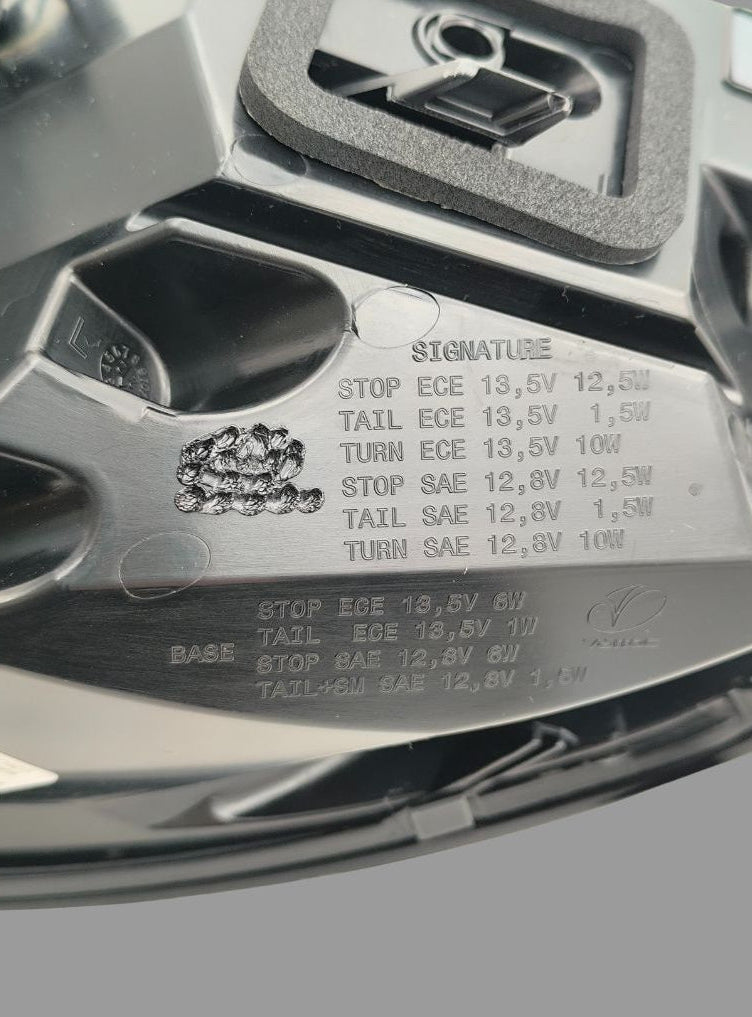 SIGNATURE
STOP ECE 13,5V 12,5W
TAIL ECE 13,5V 1,5W
TURN ECE 13,5V 10W
STOP SAE 12,8V 12,5W
TAIL SAE 12,8V 1,5W
TURN SAE 12,8V 10W
STOP ECE 13,5V 6W
TAIL ECE 13,5V 1W
BASE
STOP SAE 12,8V 6W
TAIL+SM SAE 12,8V 1,5W